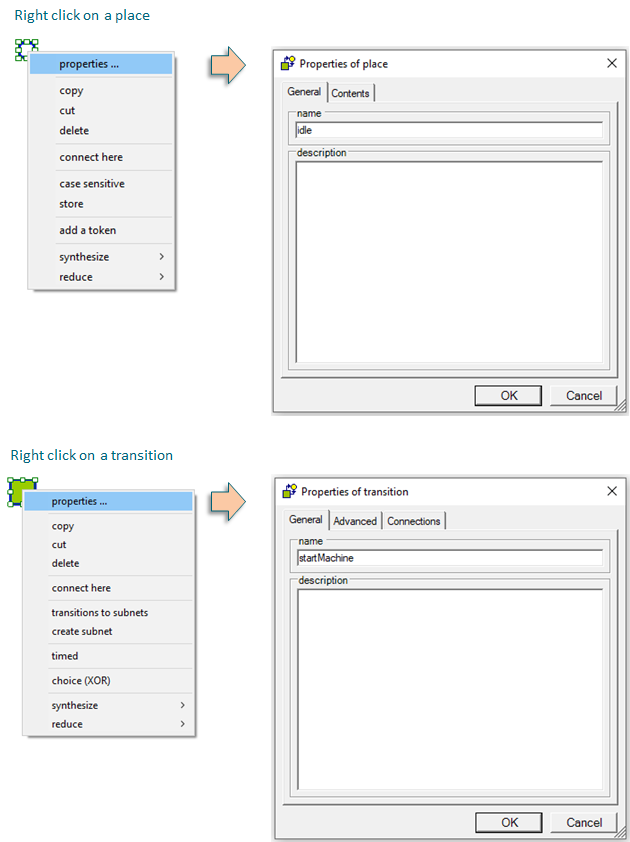 Right click on a place
properties ...
copy
cut
delete
connect here
case sensitive
store
add a token
synthesize
reduce
Properties of place
General Contents
name
idle
description
OK Cancel
Right click on a transition
properties ...
copy
cut
delete
connect here
transitions to subnets
create subnet
timed
choice (XOR)
synthesize
reduce
Properties of transition
General Advanced Connections
name
startMachine
description
OK Cancel